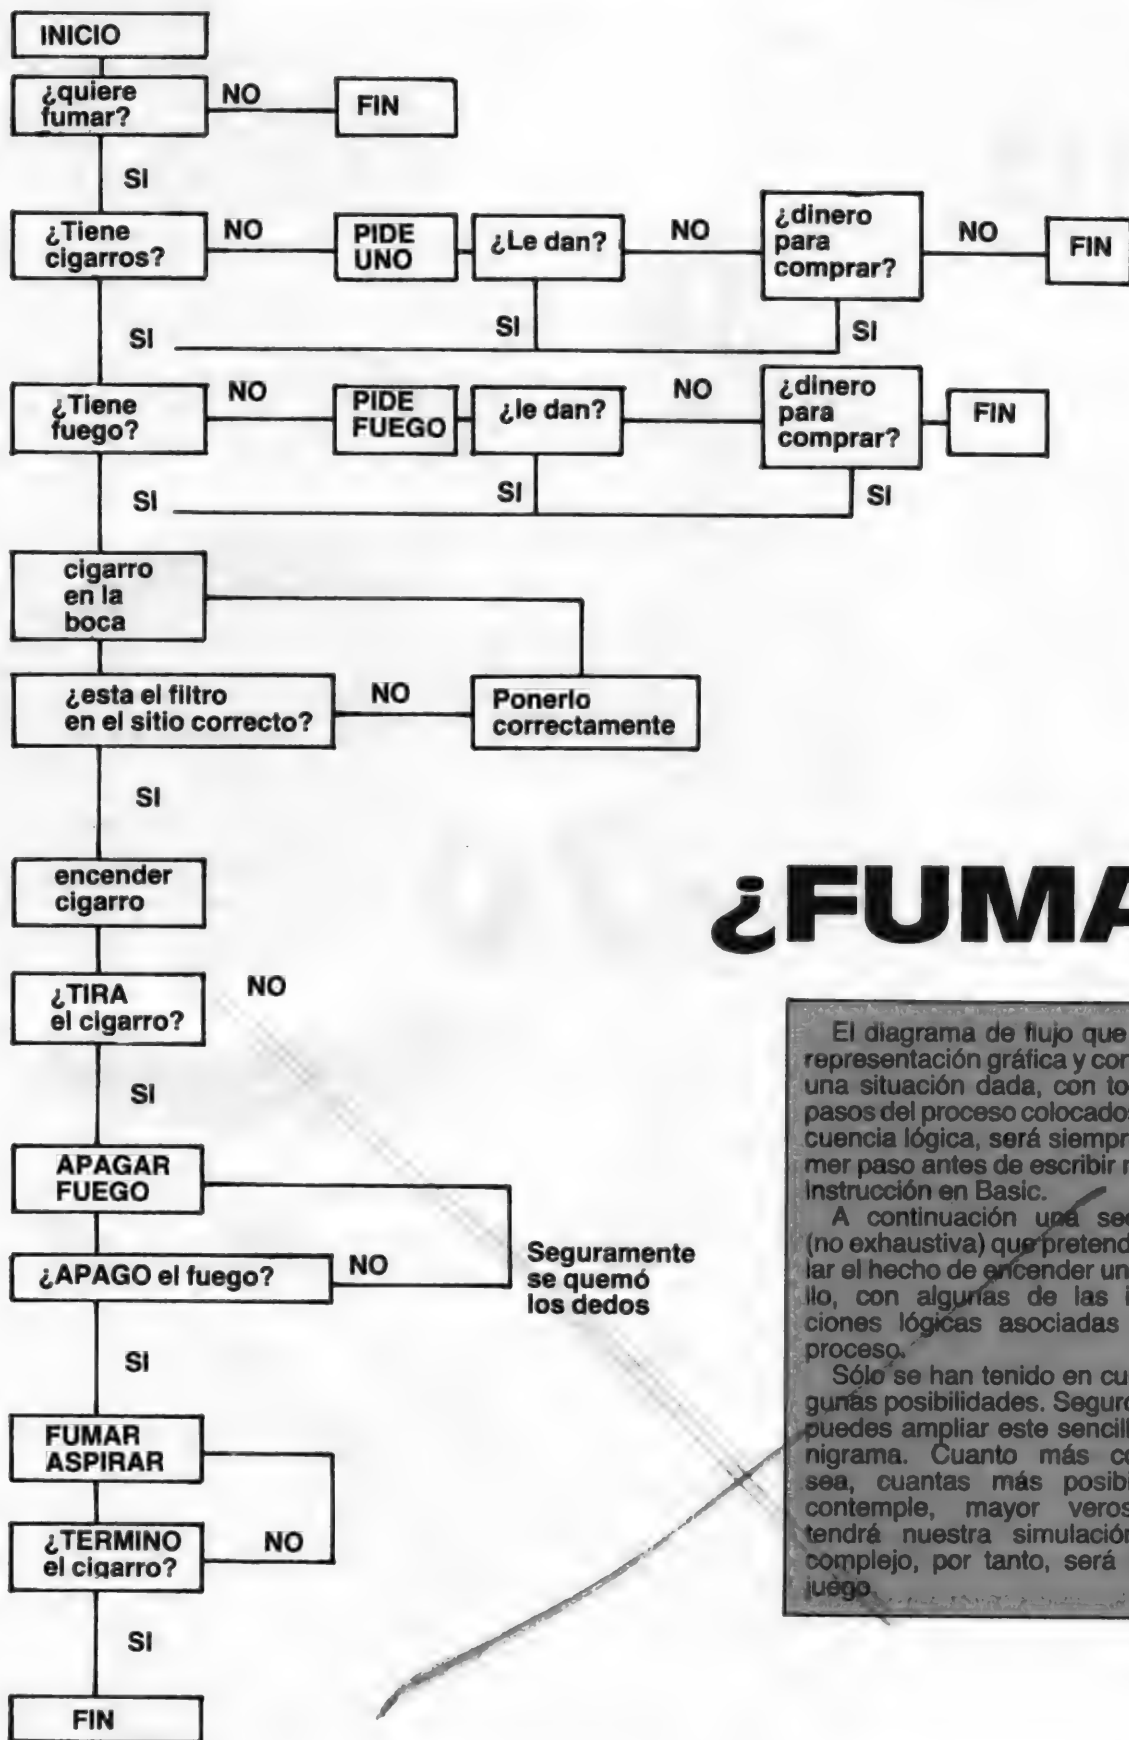 INICIO
¿quiere
fumar?
NO
FIN
SI
¿Tiene
cigarros?
NO
PIDE
UNO
¿Le dan?
NO
¿dinero
para
comprar?
NO
FIN
SI
SI
SI
¿Tiene
fuego?
NO
PIDE
FUEGO
¿le dan?
NO
¿dinero
para
comprar?
FIN
SI
SI
SI
cigarro
en la
boca
¿esta el filtro
en el sitio correcto?
NO
Ponerlo
correctamente
SI
encender
cigarro
¿TIRA
el cigarro?
NO
SI
APAGAR
FUEGO
¿APAGO el fuego?
NO
Seguramente
se quemó
los dedos
SI
FUMAR
ASPIRAR
¿TERMINO
el cigarro?
NO
SI
FIN
¿FUMA
El diagrama de flujo que
representación gráfica y con
una situación dada, con to
pasos del proceso colocado
cuencia lógica, será siempr
mer paso antes de escribir
instrucción en Basic.
A continuación una sec
(no exhaustiva) que pretend
lar el hecho de encender un
llo, con algunas de las i
ciones lógicas asociadas
proceso.
Sólo se han tenido en cu
gunas posibilidades. Seguro
puedes ampliar este sencill
nigrama. Cuanto más co
sea, cuantas más posibi
contemple, mayor veros
tendrá nuestra simulación
complejo, por tanto, será
juego.